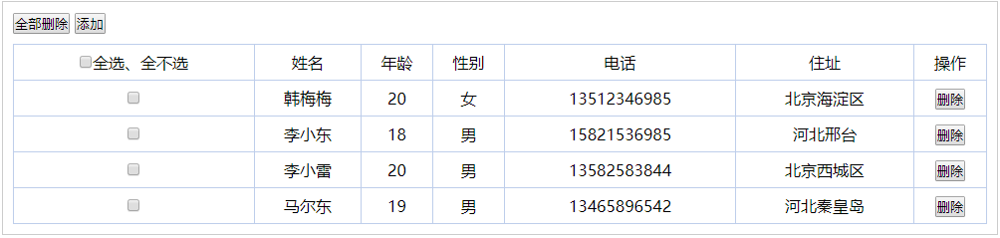 全部删除 添加
全选、全不选 姓名 年龄 性别 电话 住址 操作
韩梅梅 20 女 13512346985 北京海淀区 删除
李小东 18 男 15821536985 河北邢台 删除
李小雷 20 男 13582583844 北京西城区 删除
马尔东 19 男 13465896542 河北秦皇岛 删除